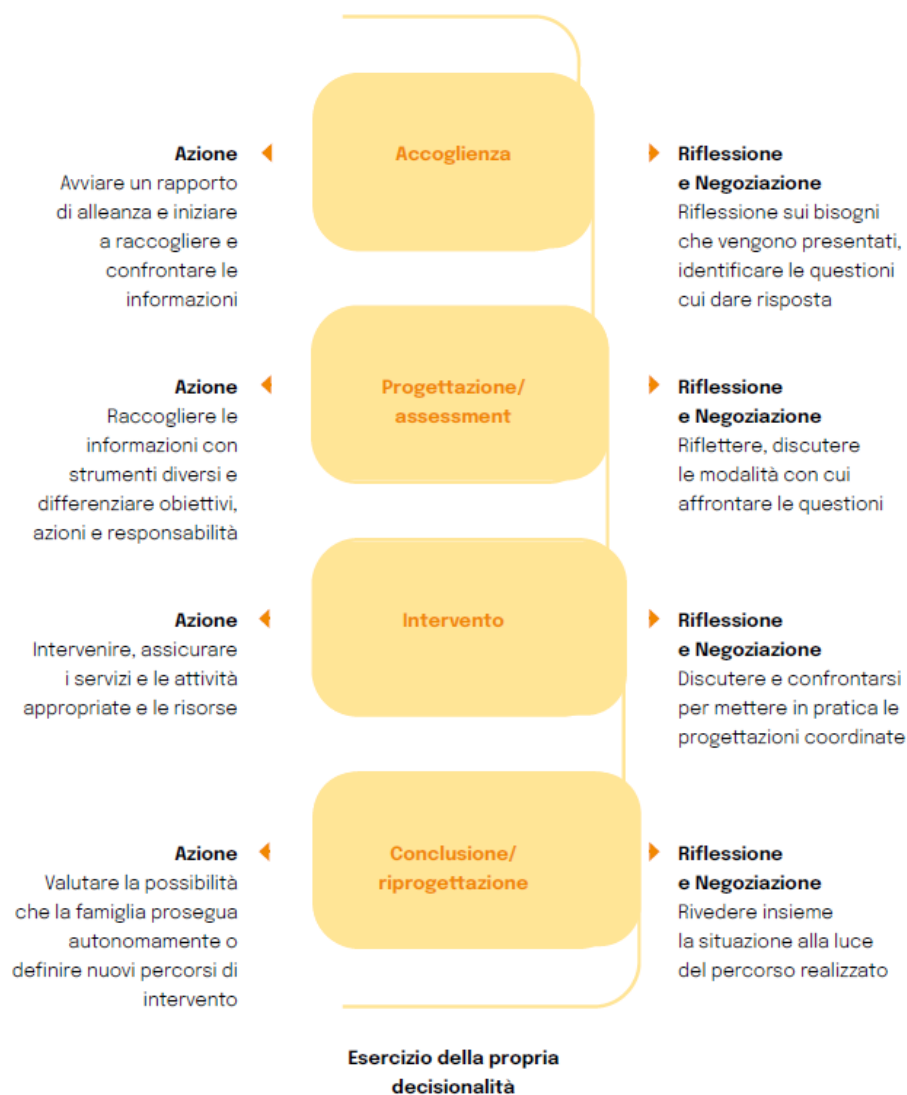 Azione
Avviare un rapporto
di alleanza e iniziare
a raccogliere e
confrontare le
informazioni
Accoglienza
Riflessione
e Negoziazione
Riflessione sui bisogni
che vengono presentati,
identificare le questioni
cui dare risposta
Azione
Raccogliere le
informazioni con
strumenti diversi e
differenziare obiettivi,
azioni e responsabilità
Progettazione/
assessment
Riflessione
e Negoziazione
Riflettere, discutere
le modalità con cui
affrontare le questioni
Azione
Intervenire, assicurare
i servizi e le attività
appropriate e le risorse
Intervento
Riflessione
e Negoziazione
Discutere e confrontarsi
per mettere in pratica le
progettazioni coordinate
Azione
Valutare la possibilità
che la famiglia prosegua
autonomamente o
definire nuovi percorsi di
intervento
Conclusione/
riprogettazione
Riflessione
e Negoziazione
Rivedere insieme
la situazione alla luce
del percorso realizzato
Esercizio della propria
decisionalità